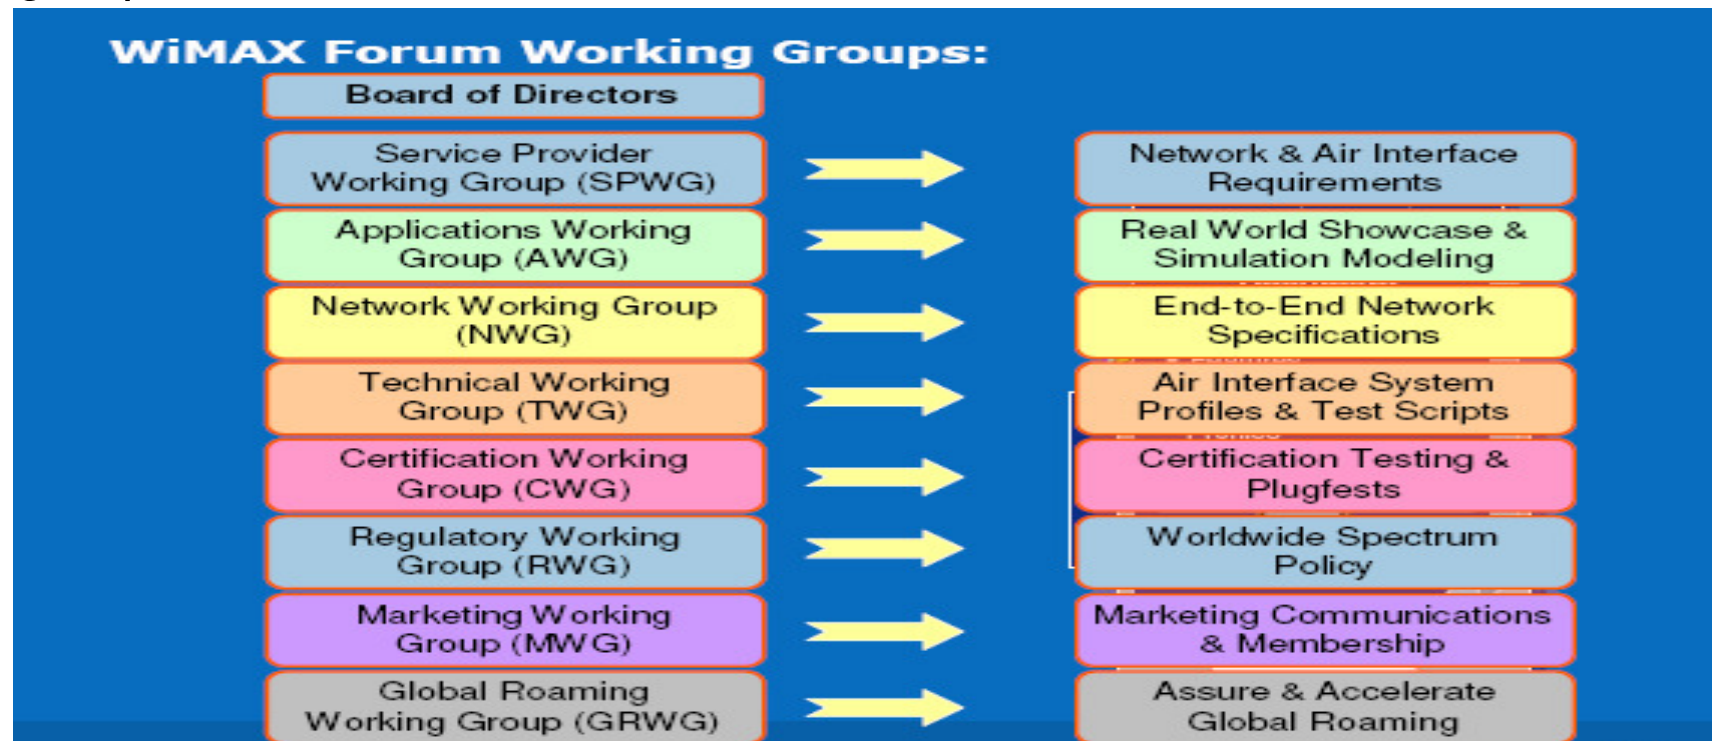 WiMAX Forum Working Groups:
Board of Directors
Service Provider
Working Group (SPWG)
Network & Air Interface
Requirements
Applications Working
Group (AWG)
Real World Showcase &
Simulation Modeling
Network Working Group
(NWG)
End-to-End Network
Specifications
Technical Working
Group (TWG)
Air Interface System
Profiles & Test Scripts
Certification Working
Group (CWG)
Certification Testing &
Plugfests
Regulatory Working
Group (RWG)
Worldwide Spectrum
Policy
Marketing Working
Group (MWG)
Marketing Communications
& Membership
Global Roaming
Working Group (GRWG)
Assure & Accelerate
Global Roaming